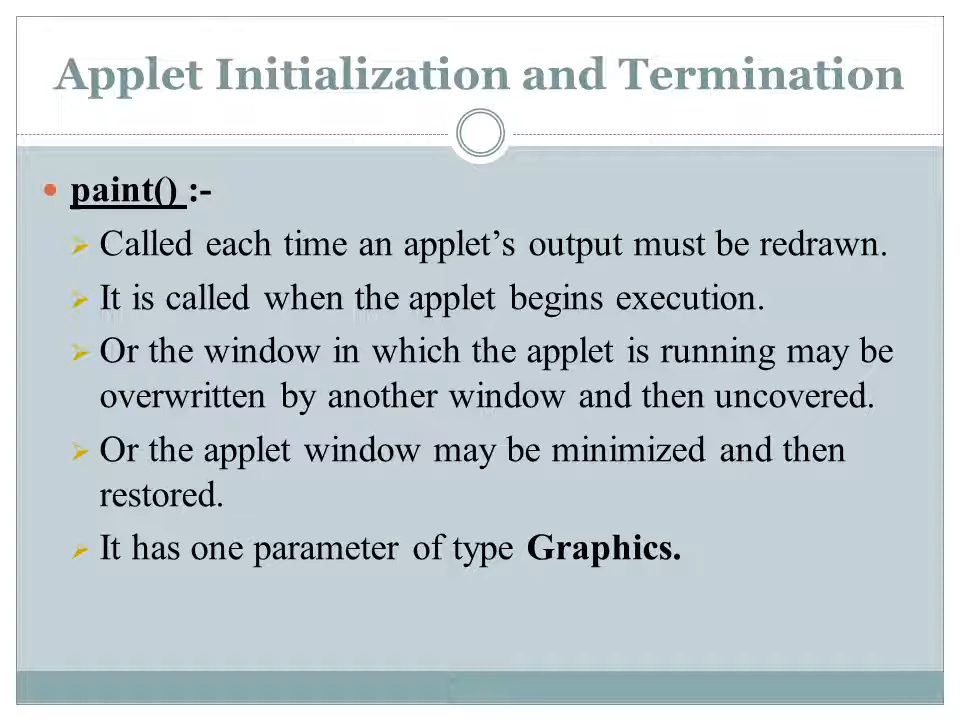 Applet Initialization and Termination
paint() :-
Called each time an applet’s output must be redrawn.
It is called when the applet begins execution.
Or the window in which the applet is running may be
overwritten by another window and then uncovered.
Or the applet window may be minimized and then
restored.
It has one parameter of type Graphics.